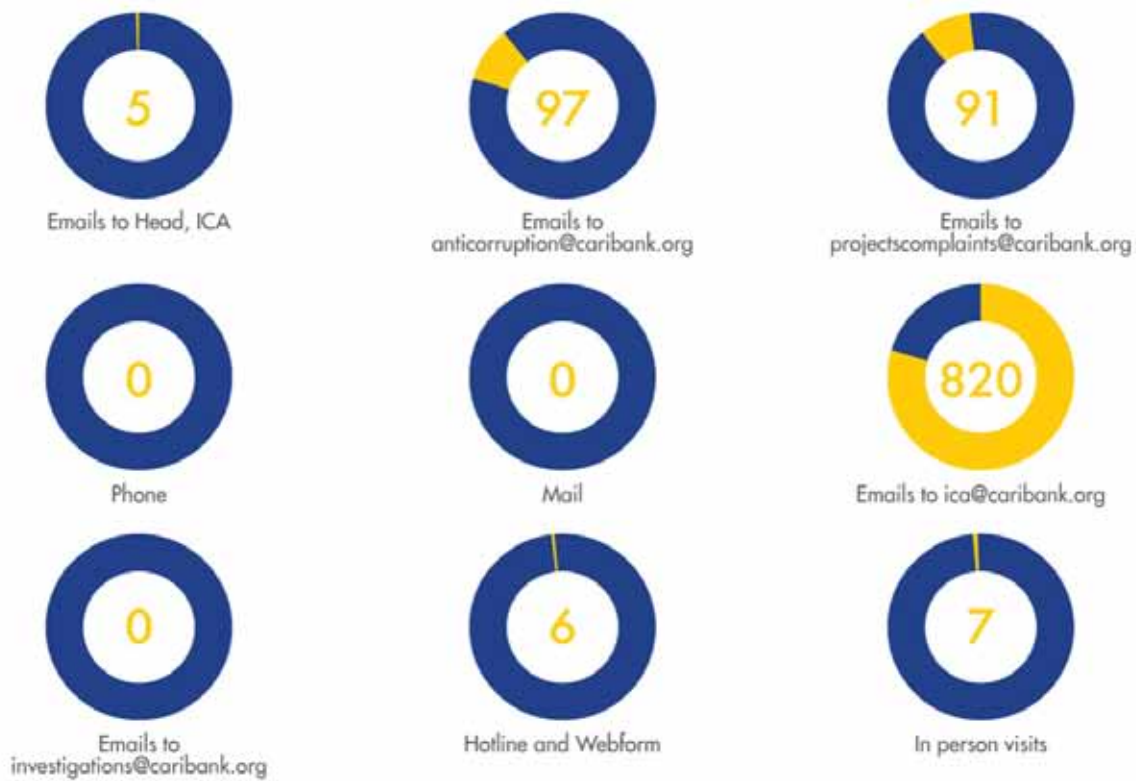 5
Emails to Head, ICA
97
Emails to
anticorruption@caribank.org
91
Emails to
projectscomplaints@caribank.org
0
Phone
0
Mail
820
Emails to ica@caribank.org
0
Emails to
investigations@caribank.org
6
Hotline and Webform
7
In person visits